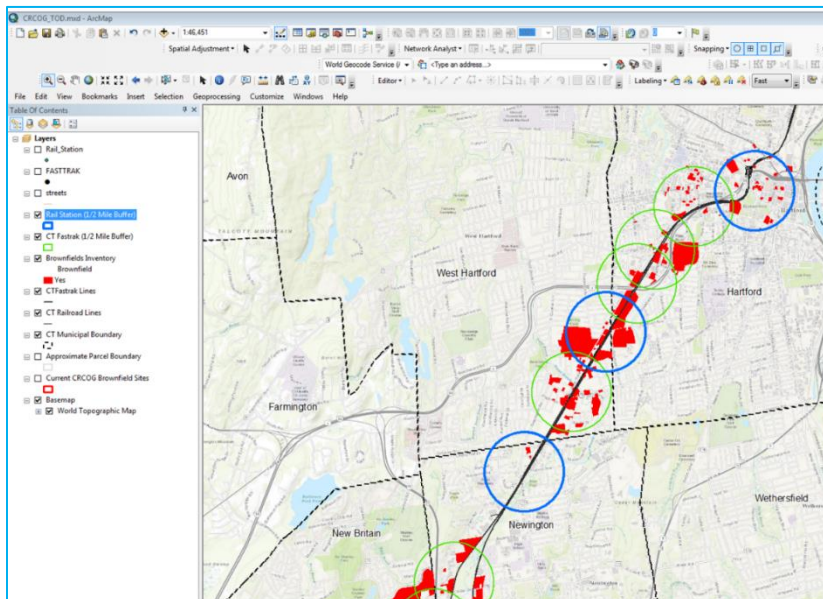 CRCOG_TOD.mxd - ArcMap
1:46,451
Spatial Adjustment
Network Analyst
Snapping
World Geocode Service (
<Type an address...>
Editor
Labeling
Fast
File Edit View Bookmarks Insert Selection Geoprocessing Customize Windows Help
Table Of Contents
Layers
Rail_Station
FASTTRAK
streets
Rail Station (1/2 Mile Buffer)
CT Fastrak (1/2 Mile Buffer)
Brownfields Inventory
Brownfield
Yes
CTFastrak Lines
CT Railroad Lines
CT Municipal Boundary
Approximate Parcel Boundary
Current CRCOG Brownfield Sites
Basemap
World Topographic Map
Avon
TALCOTT MOUNTAIN
West Hartford
West Hartford
Hartford
Farmington
Wethersfield
Newington
New Britain